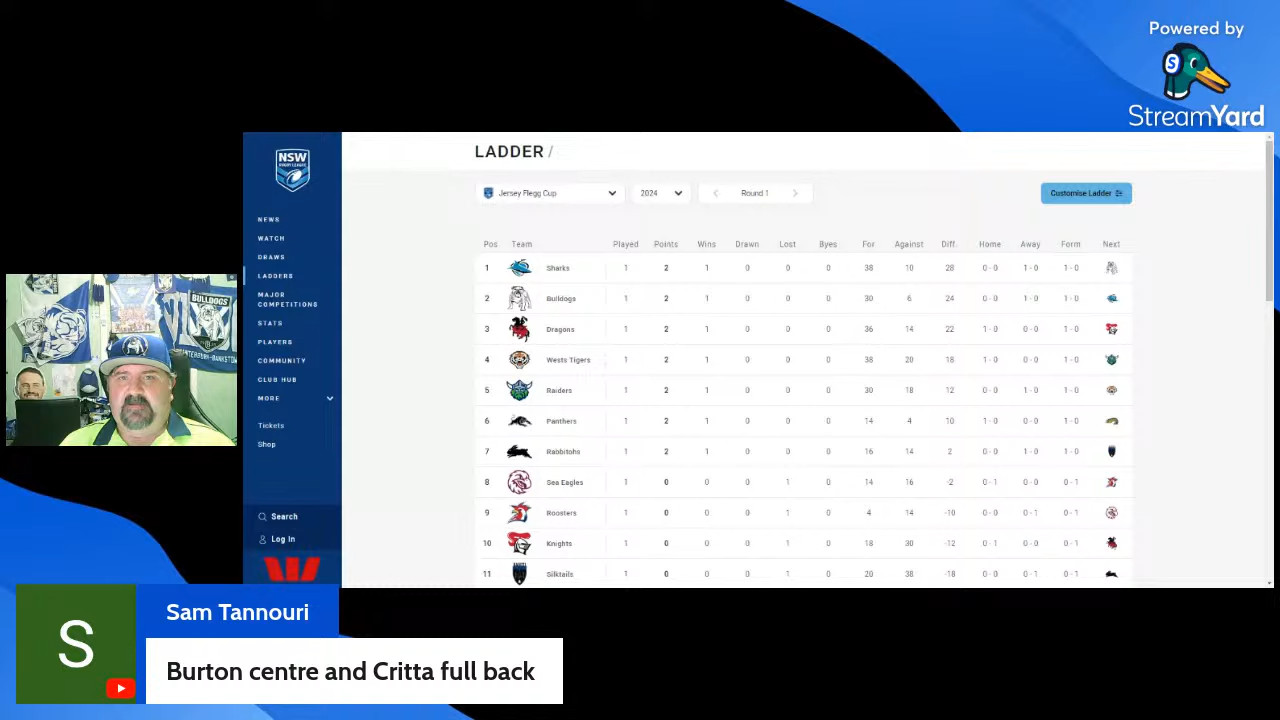 Powered by
StreamYard
NSW
RUGBY LEAGUE
LADDER /
Jersey Flegg Cup
2024
Round 1
Customise Ladder
NEWS
WATCH
DRAWS
LADDERS
MAJOR
COMPETITIONS
STATS
PLAYERS
COMMUNITY
CLUB HUB
MORE
Tickets
Shop
Search
Log In
Pos Team Played Points Wins Drawn Lost Byes For Against Diff. Home Away Form Next
1 Sharks 1 2 1 0 0 0 38 10 28 0 - 0 1 - 0 1 - 0
2 Bulldogs 1 2 1 0 0 0 30 6 24 0 - 0 1 - 0 1 - 0
3 Dragons 1 2 1 0 0 0 36 14 22 1 - 0 0 - 0 1 - 0
4 Wests Tigers 1 2 1 0 0 0 38 20 18 1 - 0 0 - 0 1 - 0
5 Raiders 1 2 1 0 0 0 30 18 12 0 - 0 1 - 0 1 - 0
6 Panthers 1 2 1 0 0 0 14 4 10 1 - 0 0 - 0 1 - 0
7 Rabbitohs 1 2 1 0 0 0 16 14 2 0 - 0 1 - 0 1 - 0
8 Sea Eagles 1 0 0 0 1 0 14 16 -2 0 - 1 0 - 0 0 - 1
9 Roosters 1 0 0 0 1 0 4 14 -10 0 - 0 0 - 1 0 - 1
10 Knights 1 0 0 0 1 0 18 30 -12 0 - 1 0 - 0 0 - 1
11 Silktails 1 0 0 0 1 0 20 38 -18 0 - 0 0 - 1 0 - 1
BULLDOGS
S
Sam Tannouri
Burton centre and Critta full back